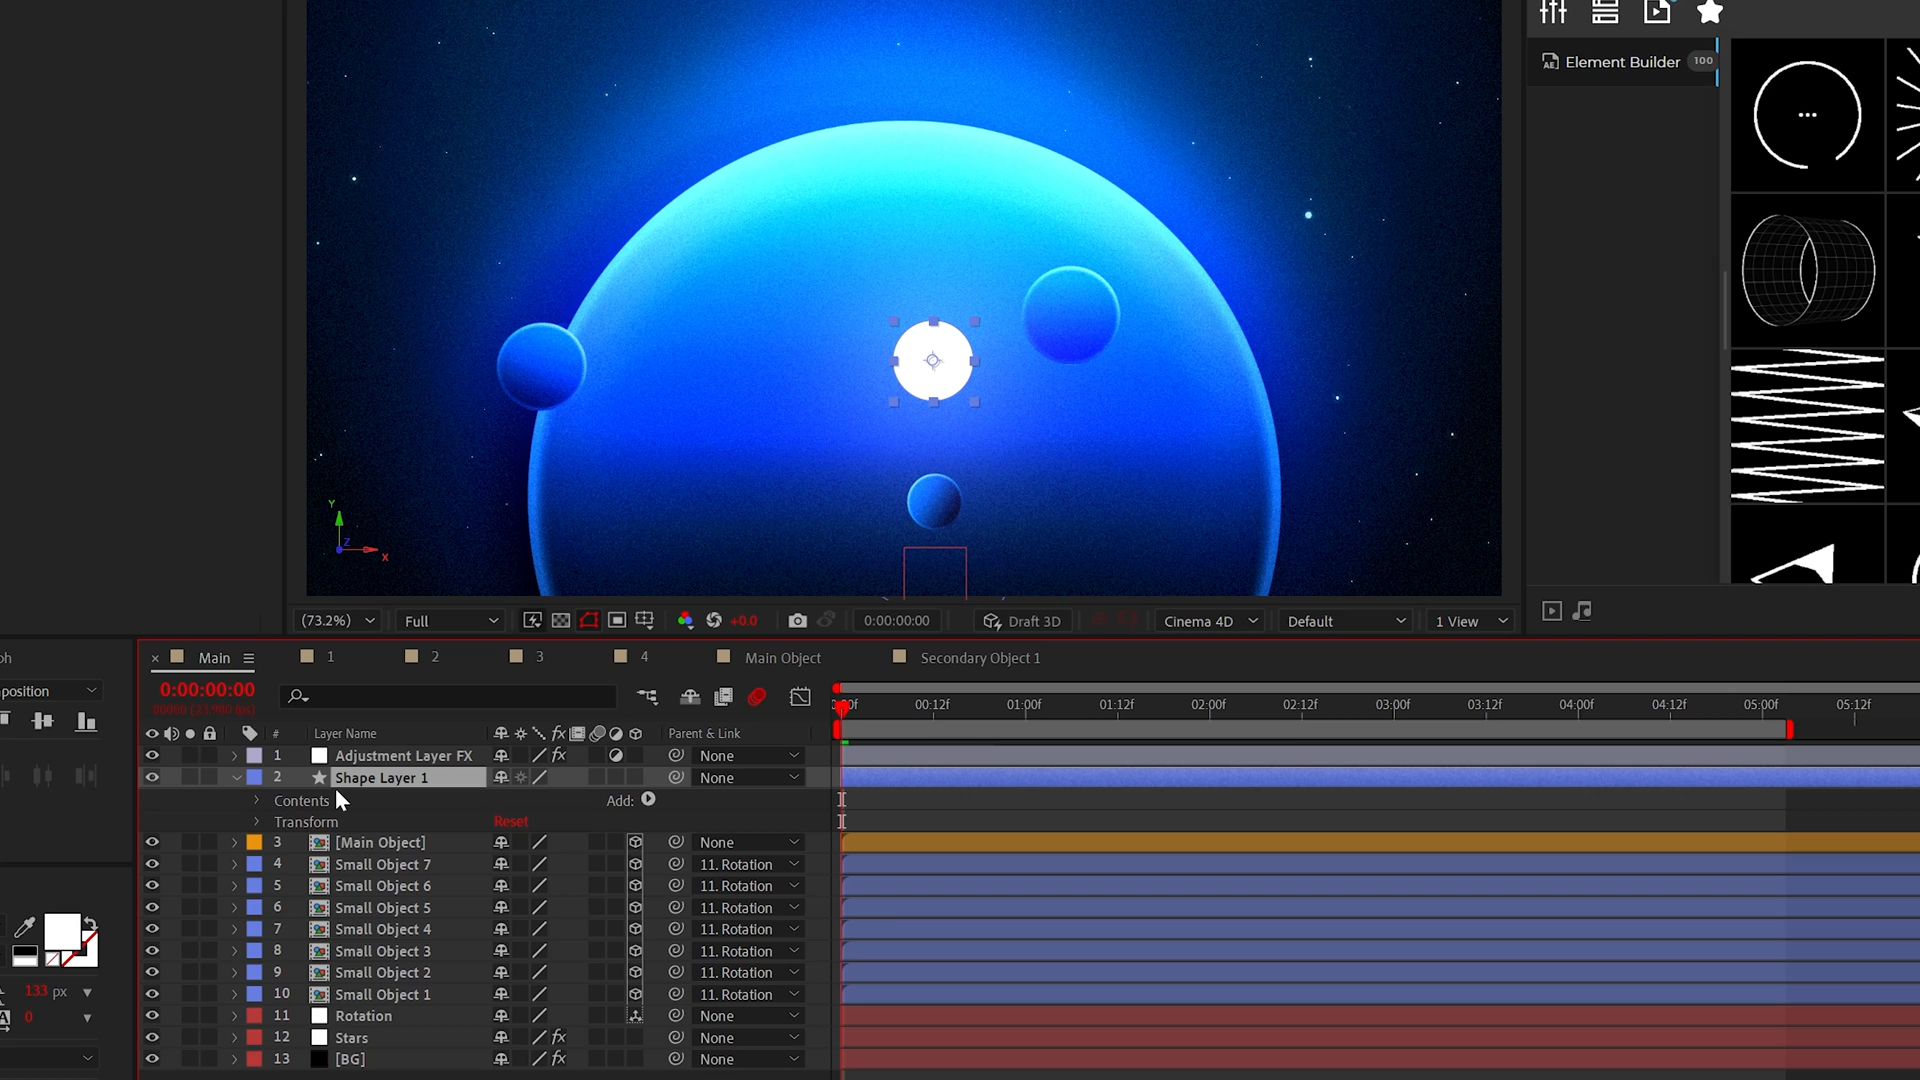 Element Builder 100
Y
Z
X
(73.2%) Full +0.0 0:00:00:00 Draft 3D Cinema 4D Default 1 View
Main 1 2 3 4 Main Object Secondary Object 1
position
0:00:00:00
00:12f 01:00f 01:12f 02:00f 02:12f 03:00f 03:12f 04:00f 04:12f 05:00f 05:12f
# Layer Name fx Parent & Link
1 Adjustment Layer FX fx None
2 Shape Layer 1 None
Contents Add:
Transform Reset
3 [Main Object] None
4 Small Object 7 11. Rotation
5 Small Object 6 11. Rotation
6 Small Object 5 11. Rotation
7 Small Object 4 11. Rotation
8 Small Object 3 11. Rotation
9 Small Object 2 11. Rotation
10 Small Object 1 11. Rotation
11 Rotation None
12 Stars fx None
13 [BG] fx None
133 px
0